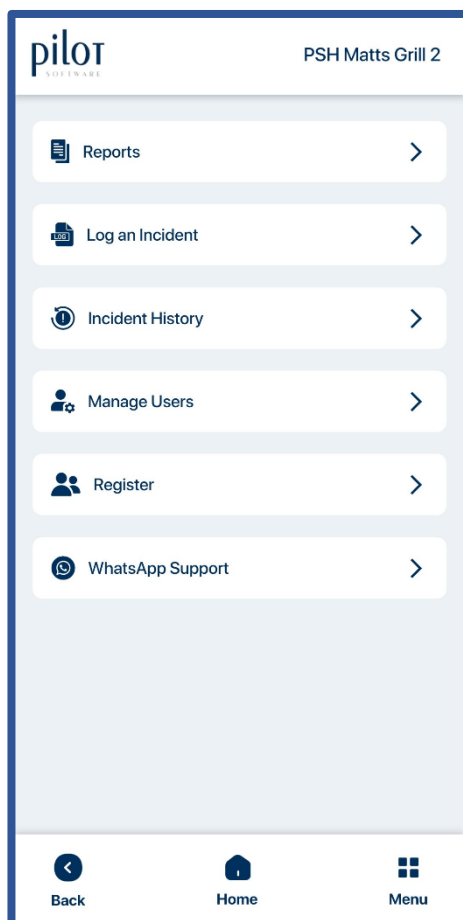 pilot
SOFTWARE
PSH Matts Grill 2
Reports
LOG
Log an Incident
Incident History
Manage Users
Register
WhatsApp Support
Back
Home
Menu